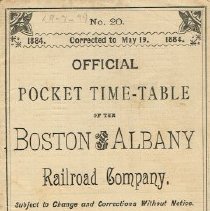 No. 20.
1884. Corrected to May 19. 1884.
OFFICIAL
POCKET TIME-TABLE
OF THE
BOSTON AND ALBANY
Railroad Company.
Subject to Change and Corrections Without Notice.